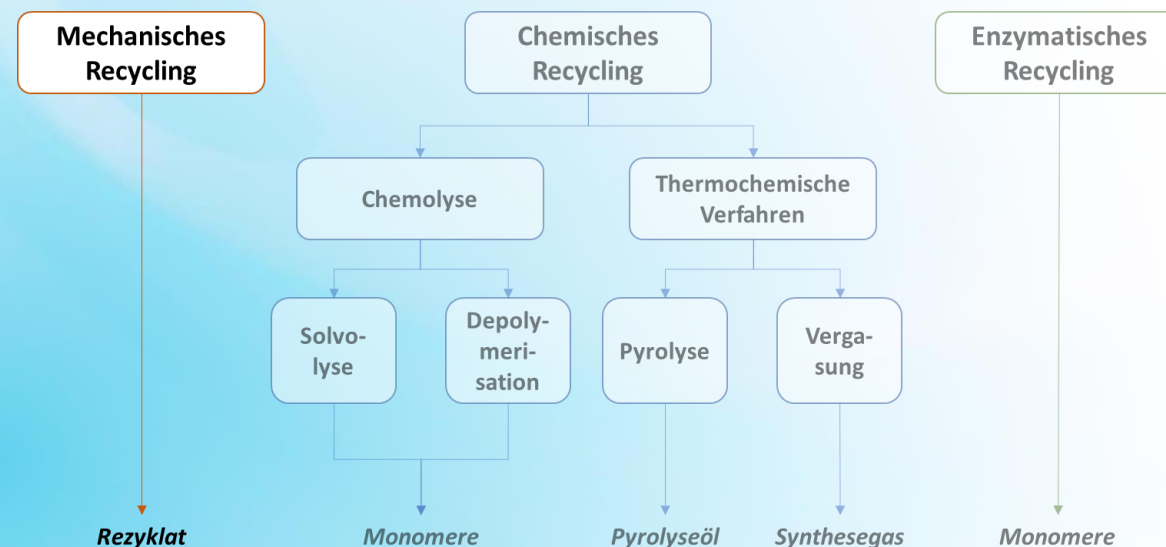 Mechanisches
Recycling
Chemisches
Recycling
Enzymatisches
Recycling
Chemolyse
Thermochemische
Verfahren
Solvo-
lyse
Depoly-
meri-
sation
Pyrolyse
Verga-
sung
Rezyklat
Monomere
Pyrolyseöl
Synthesegas
Monomere